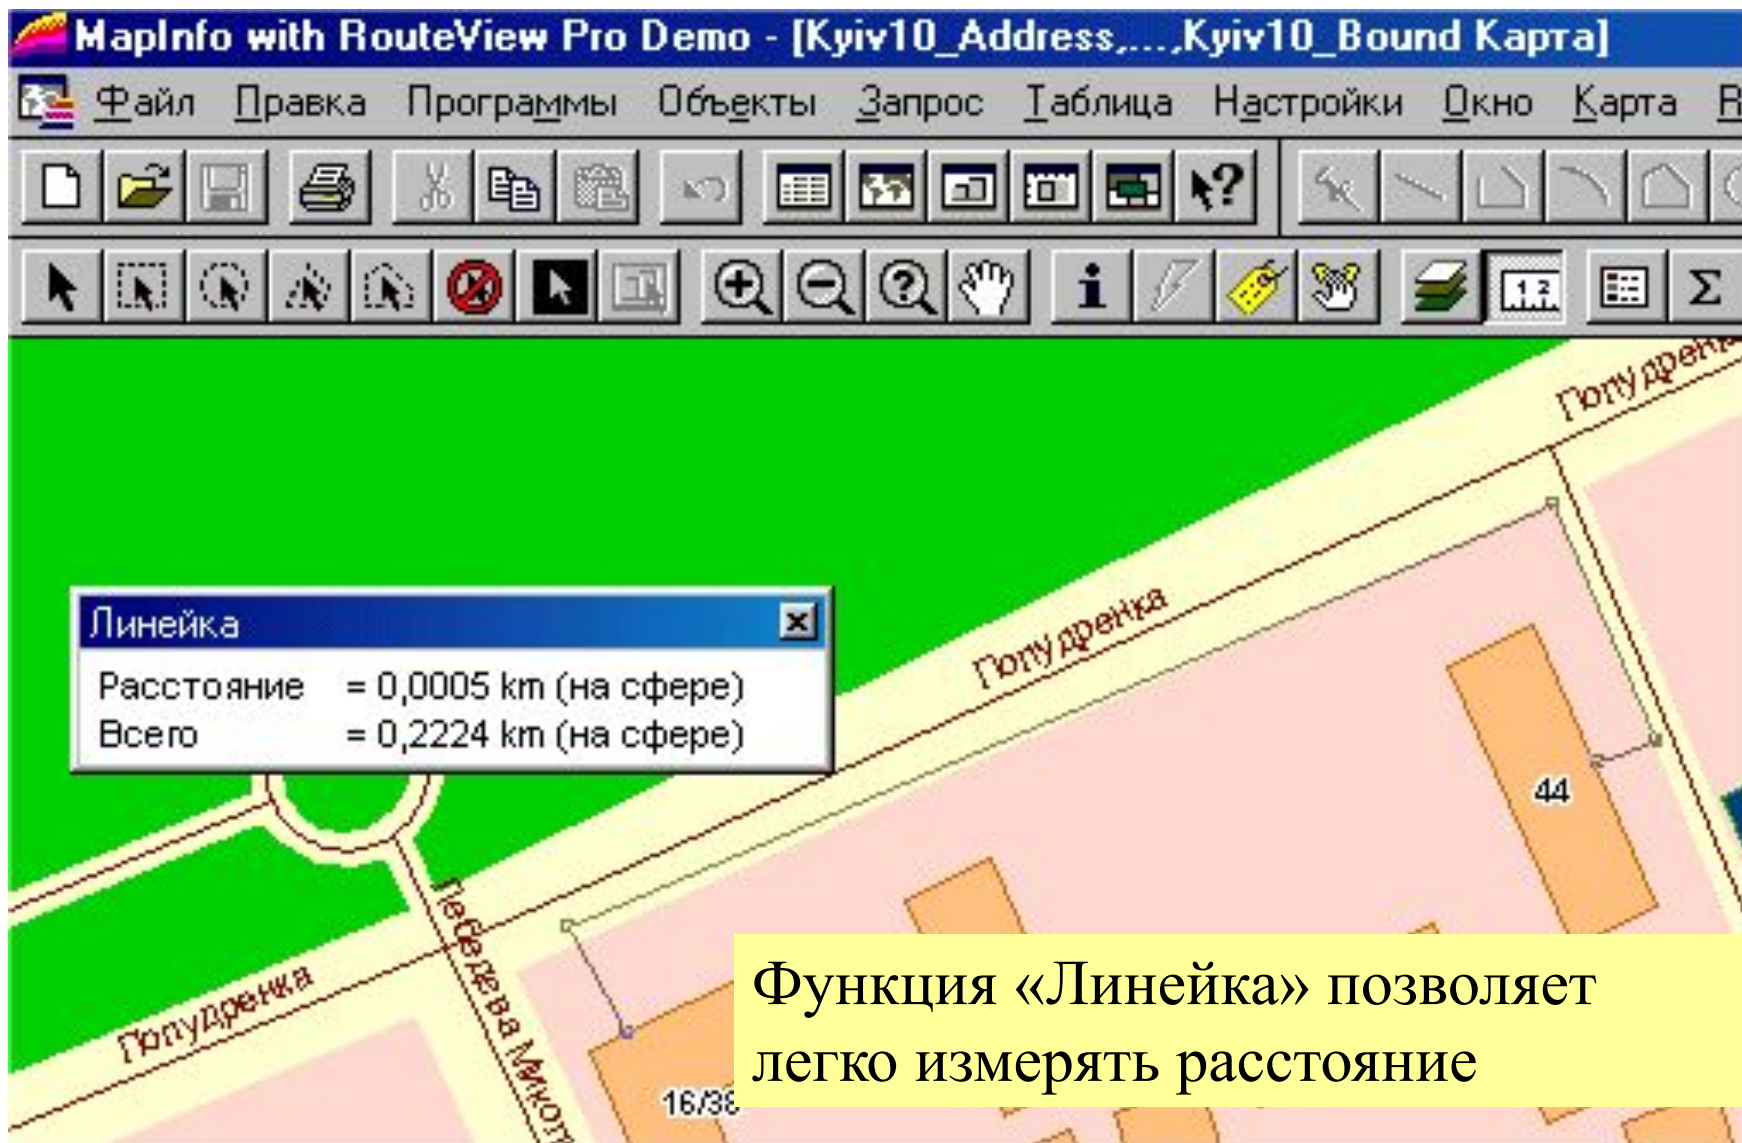 MapInfo with RouteView Pro Demo - [Kyiv10_Address,...,Kyiv10_Bound Карта]
Файл Правка Программы Объекты Запрос Таблица Настройки Окно Карта R
Попудренк
Попудренка
Линейка
Расстояние = 0,0005 km (на сфере)
Всего = 0,2224 km (на сфере)
44
Лебедева Микол
Попудренка
16/38
Функция «Линейка» позволяет
легко измерять расстояние